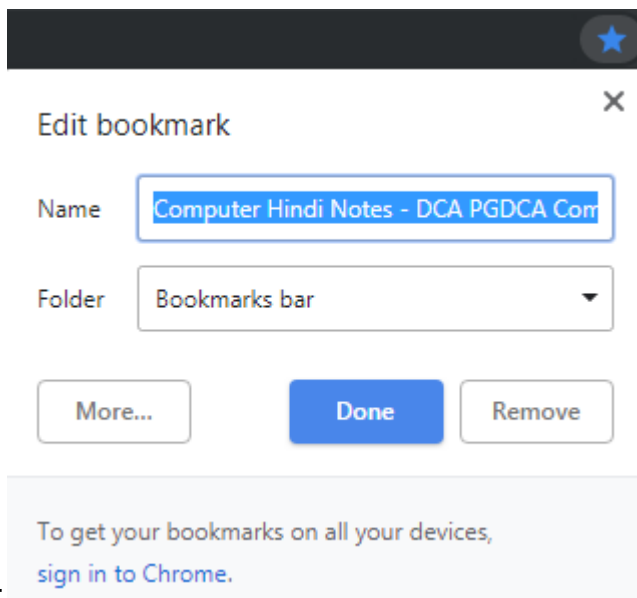 Edit bookmark
Name Computer Hindi Notes - DCA PGDCA Com
Folder Bookmarks bar
More... Done Remove
To get your bookmarks on all your devices,
sign in to Chrome.